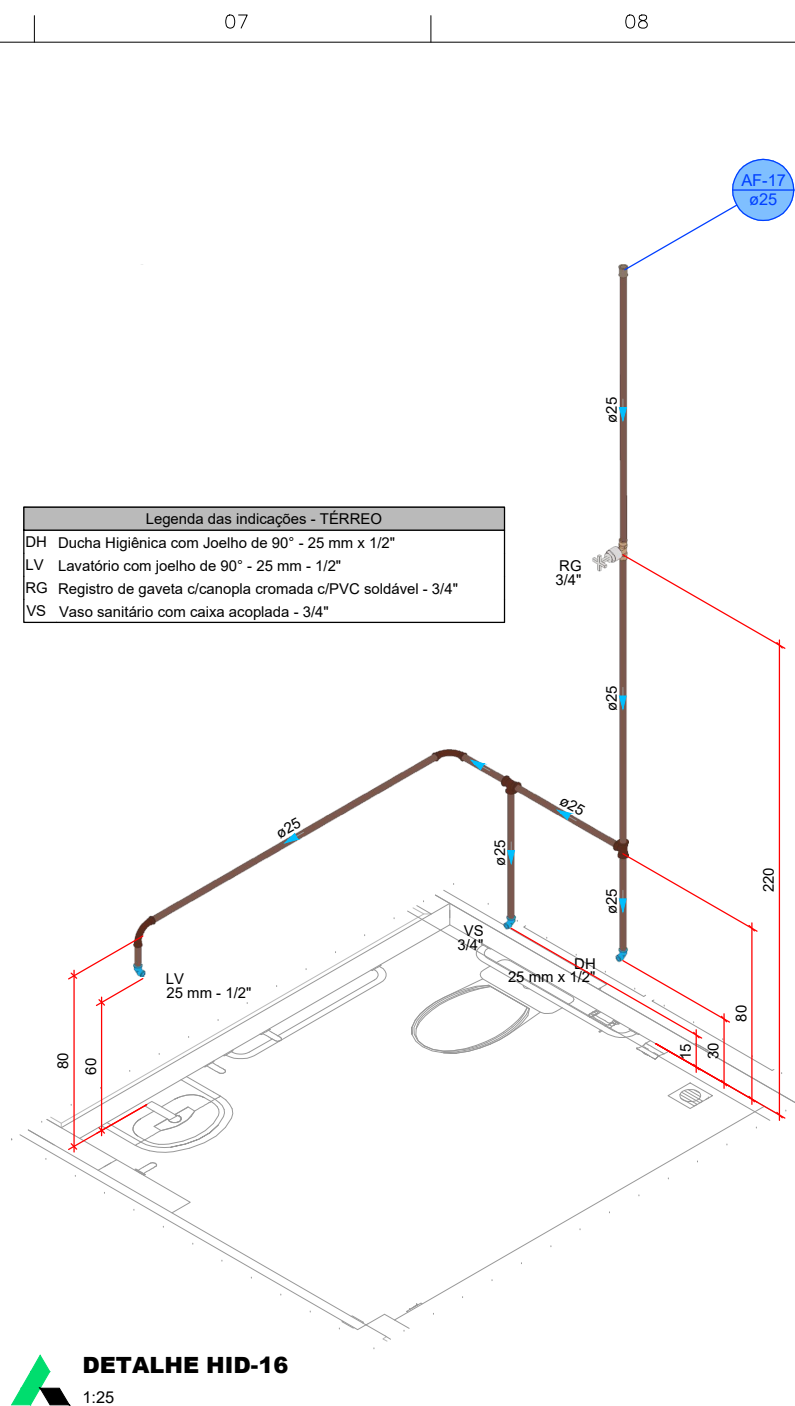 07
08
AF-17
ø25
ø25
Legenda das indicações - TÉRREO
DH Ducha Higiênica com Joelho de 90° - 25 mm x 1/2"
LV Lavatório com joelho de 90° - 25 mm - 1/2"
RG Registro de gaveta c/canopla cromada c/PVC soldável - 3/4"
VS Vaso sanitário com caixa acoplada - 3/4"
RG
3/4"
ø25
ø25
ø25
ø25
ø25
220
VS
3/4"
DH
25 mm x 1/2"
LV
25 mm - 1/2"
80
60
15
30
80
DETALHE HID-16
1:25